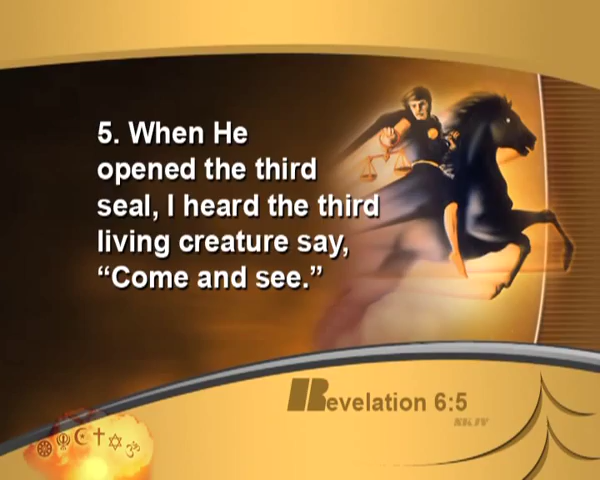 5. When He
opened the third
seal, I heard the third
living creature say,
“Come and see.”
Revelation 6:5
NKJV